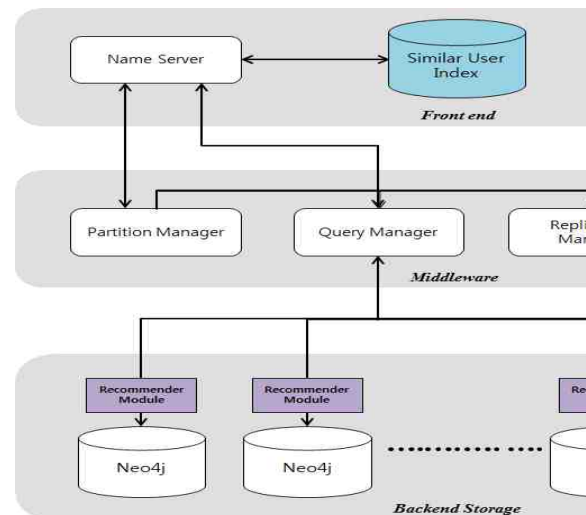 Name Server
Similar User
Index
Front end
Partition Manager
Query Manager
Middleware
Recommender
Module
Recommender
Module
Neo4j
Neo4j
Backend Storage